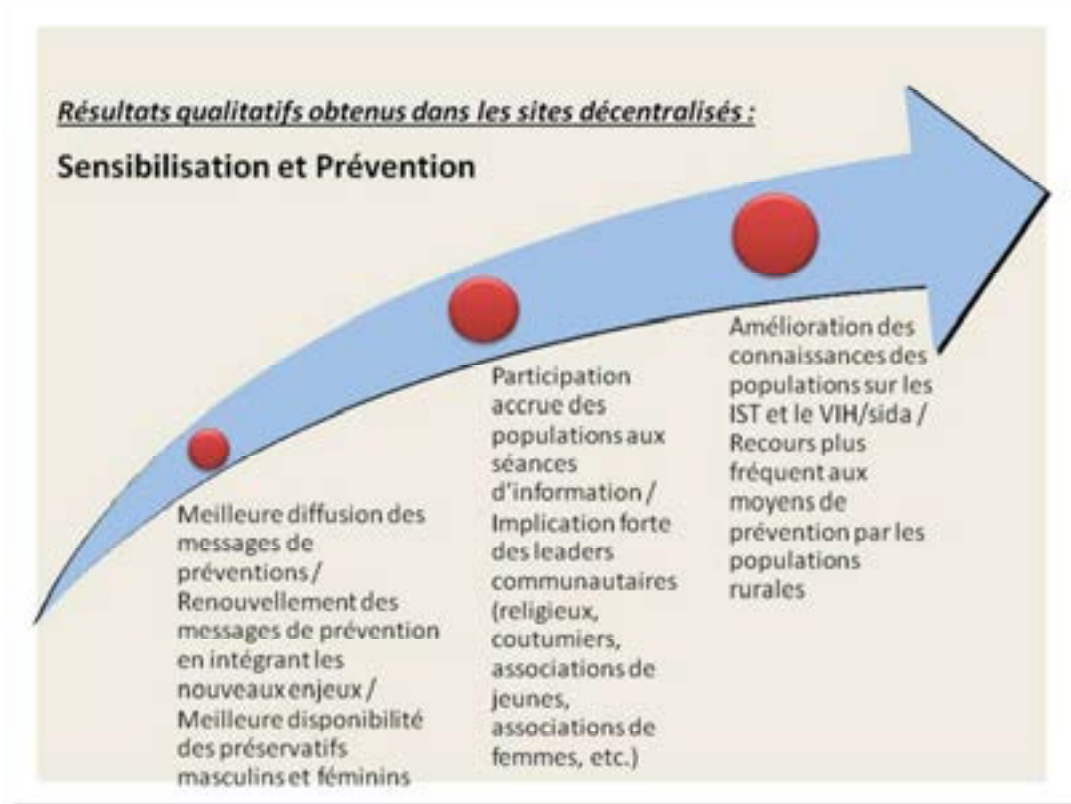 Résultats qualitatifs obtenus dans les sites décentralisés :
Sensibilisation et Prévention
Meilleure diffusion des
messages de
préventions /
Renouvellement des
messages de prévention
en intégrant les
nouveaux enjeux /
Meilleure disponibilité
des préservatifs
masculins et féminins
Participation
accrue des
populations aux
séances
d'information /
Implication forte
des leaders
communautaires
(religieux,
coutumiers,
associations de
jeunes,
associations de
femmes, etc.)
Amélioration des
connaissances des
populations sur les
IST et le VIH/sida /
Recours plus
fréquent aux
moyens de
prévention par les
populations
rurales